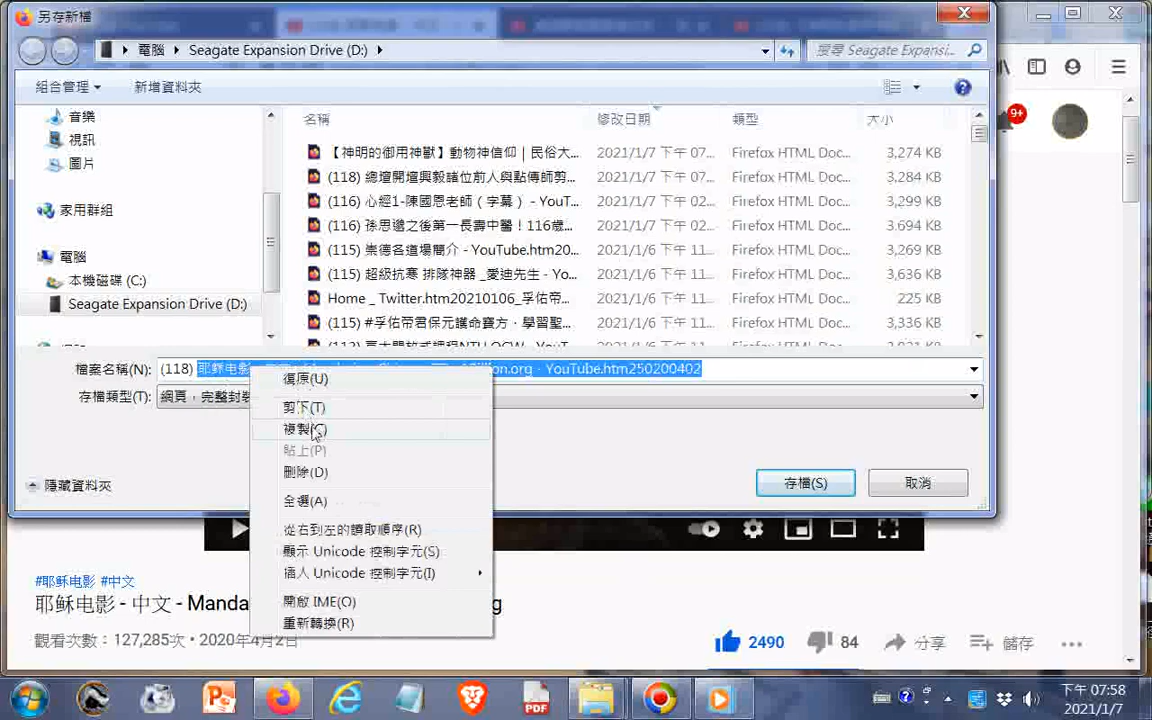 另存新檔
電腦 Seagate Expansion Drive (D:)
搜尋 Seagate Expansi...
組合管理
新增資料夾
音樂
視訊
圖片
家用群組
電腦
本機磁碟 (C:)
Seagate Expansion Drive (D:)
名稱 修改日期 類型 大小
【神明的御用神獸】動物神信仰 | 民俗大... 2021/1/7 下午 07... Firefox HTML Doc... 3,274 KB
(118) 總壇開壇興毅諸位前人與點傳師剪... 2021/1/7 下午 07... Firefox HTML Doc... 3,284 KB
(116) 心經1-陳國恩老師（字幕） - YouT... 2021/1/7 下午 02... Firefox HTML Doc... 3,299 KB
(116) 孫思邈之後第一長壽中醫！116歲... 2021/1/7 下午 02... Firefox HTML Doc... 3,694 KB
(115) 崇德各道場簡介 - YouTube.htm20... 2021/1/6 下午 11... Firefox HTML Doc... 3,269 KB
(115) 超級抗寒 排隊神器 _愛迪先生 - Yo... 2021/1/6 下午 11... Firefox HTML Doc... 3,636 KB
Home _ Twitter.htm20210106_孚佑帝... 2021/1/6 下午 11... Firefox HTML Doc... 225 KB
(115) #孚佑帝君保元護命寶方・學習聖... 2021/1/6 下午 11... Firefox HTML Doc... 3,336 KB
檔案名稱(N): (118) 耶稣电影 llion.org - YouTube.htm250200402
存檔類型(T): 網頁，完整封裝
復原(U)
剪下(T)
複製(C)
貼上(P)
刪除(D)
全選(A)
從右到左的讀取順序(R)
顯示 Unicode 控制字元(S)
插入 Unicode 控制字元(I)
開啟 IME(O)
重新轉換(R)
隱藏資料夾
存檔(S)
取消
9+
#耶稣电影 #中文
耶稣电影 - 中文 - Manda g
觀看次數：127,285次 • 2020年4月2日
2490 84 分享 儲存
PDF
下午 07:58
2021/1/7